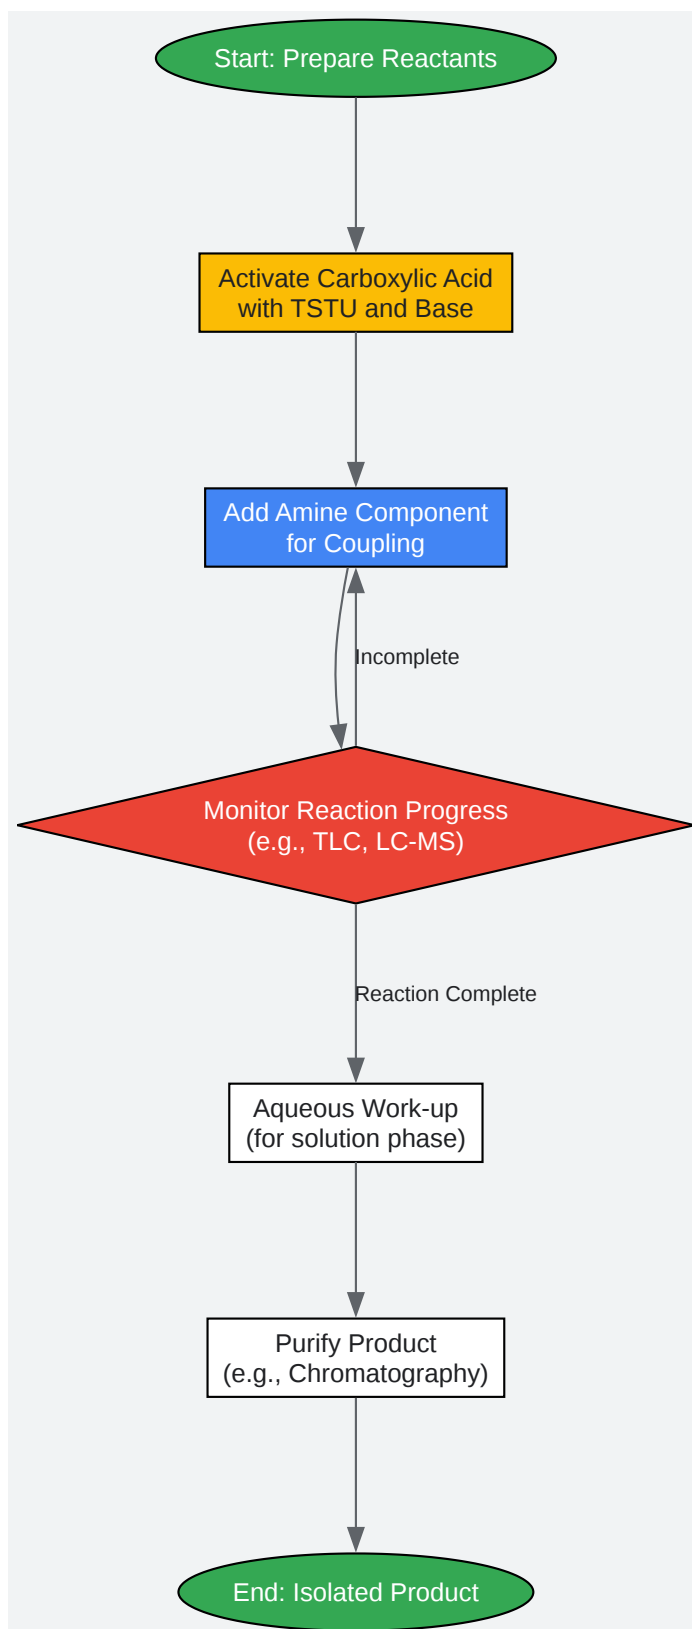 Start: Prepare Reactants
Activate Carboxylic Acid
with TSTU and Base
Add Amine Component
for Coupling
Incomplete
Monitor Reaction Progress
(e.g., TLC, LC-MS)
Reaction Complete
Aqueous Work-up
(for solution phase)
Purify Product
(e.g., Chromatography)
End: Isolated Product